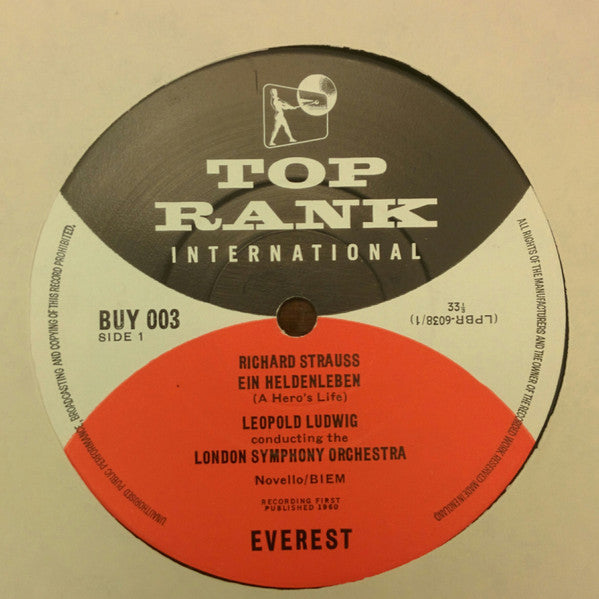 TOP
RANK
INTERNATIONAL
BUY 003
SIDE 1
(LPBR-6038/1)
33⅓
RICHARD STRAUSS
EIN HELDENLEBEN
(A Hero's Life)
LEOPOLD LUDWIG
conducting the
LONDON SYMPHONY ORCHESTRA
Novello/BIEM
RECORDING FIRST
PUBLISHED 1960
EVEREST
UNAUTHORISED PUBLIC PERFORMANCE, BROADCASTING AND COPYING OF THIS RECORD PROHIBITED.
ALL RIGHTS OF THE MANUFACTURERS AND THE OWNER OF THE RECORDED WORK RESERVED MADE IN ENGLAND